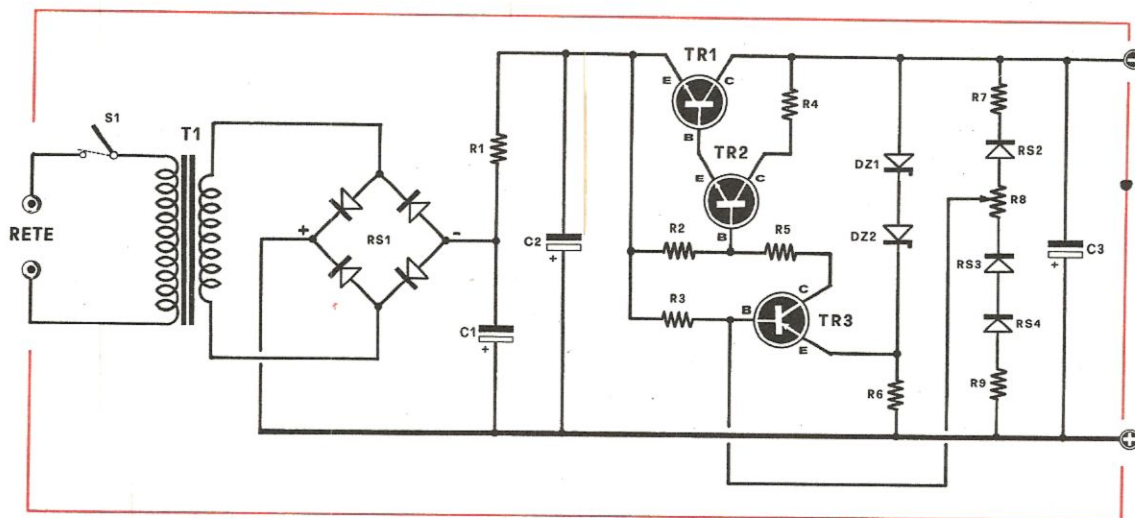 S1
T1
RETE
+
RS1
-
R1
C1
+
C2
+
TR1
E
C
B
R4
TR2
E
C
B
R2
R5
R3
B
C
E
TR3
DZ1
DZ2
R6
R7
RS2
R8
RS3
RS4
R9
C3
+
-
+